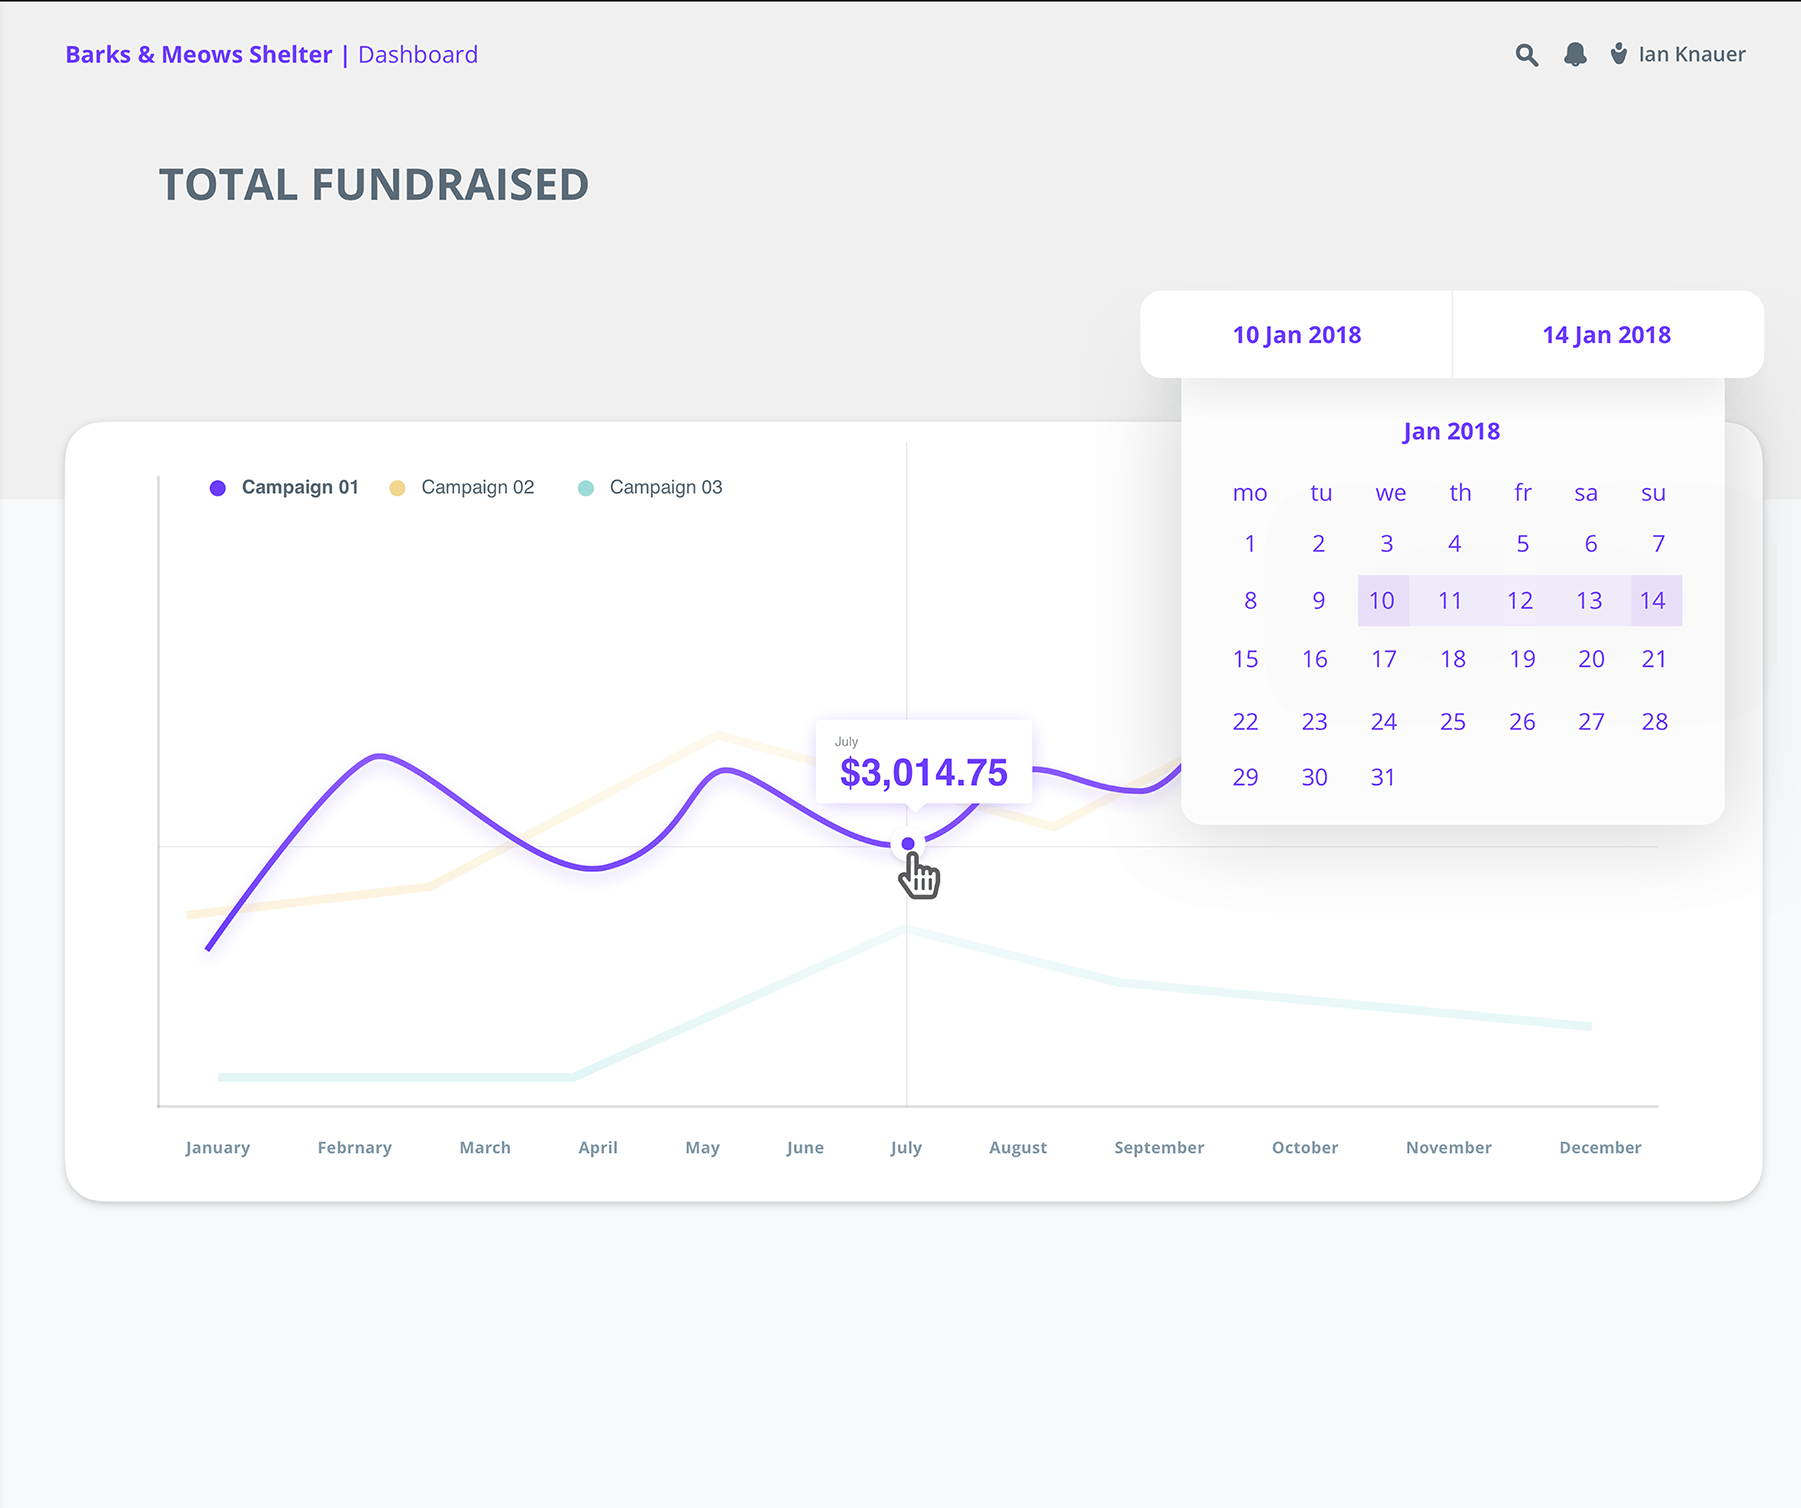 Barks & Meows Shelter | Dashboard
Ian Knauer
TOTAL FUNDRAISED
10 Jan 2018
14 Jan 2018
Jan 2018
mo tu we th fr sa su
1 2 3 4 5 6 7
8 9 10 11 12 13 14
15 16 17 18 19 20 21
22 23 24 25 26 27 28
29 30 31
Campaign 01 Campaign 02 Campaign 03
July
$3,014.75
January Febrnary March April May June July August September October November December